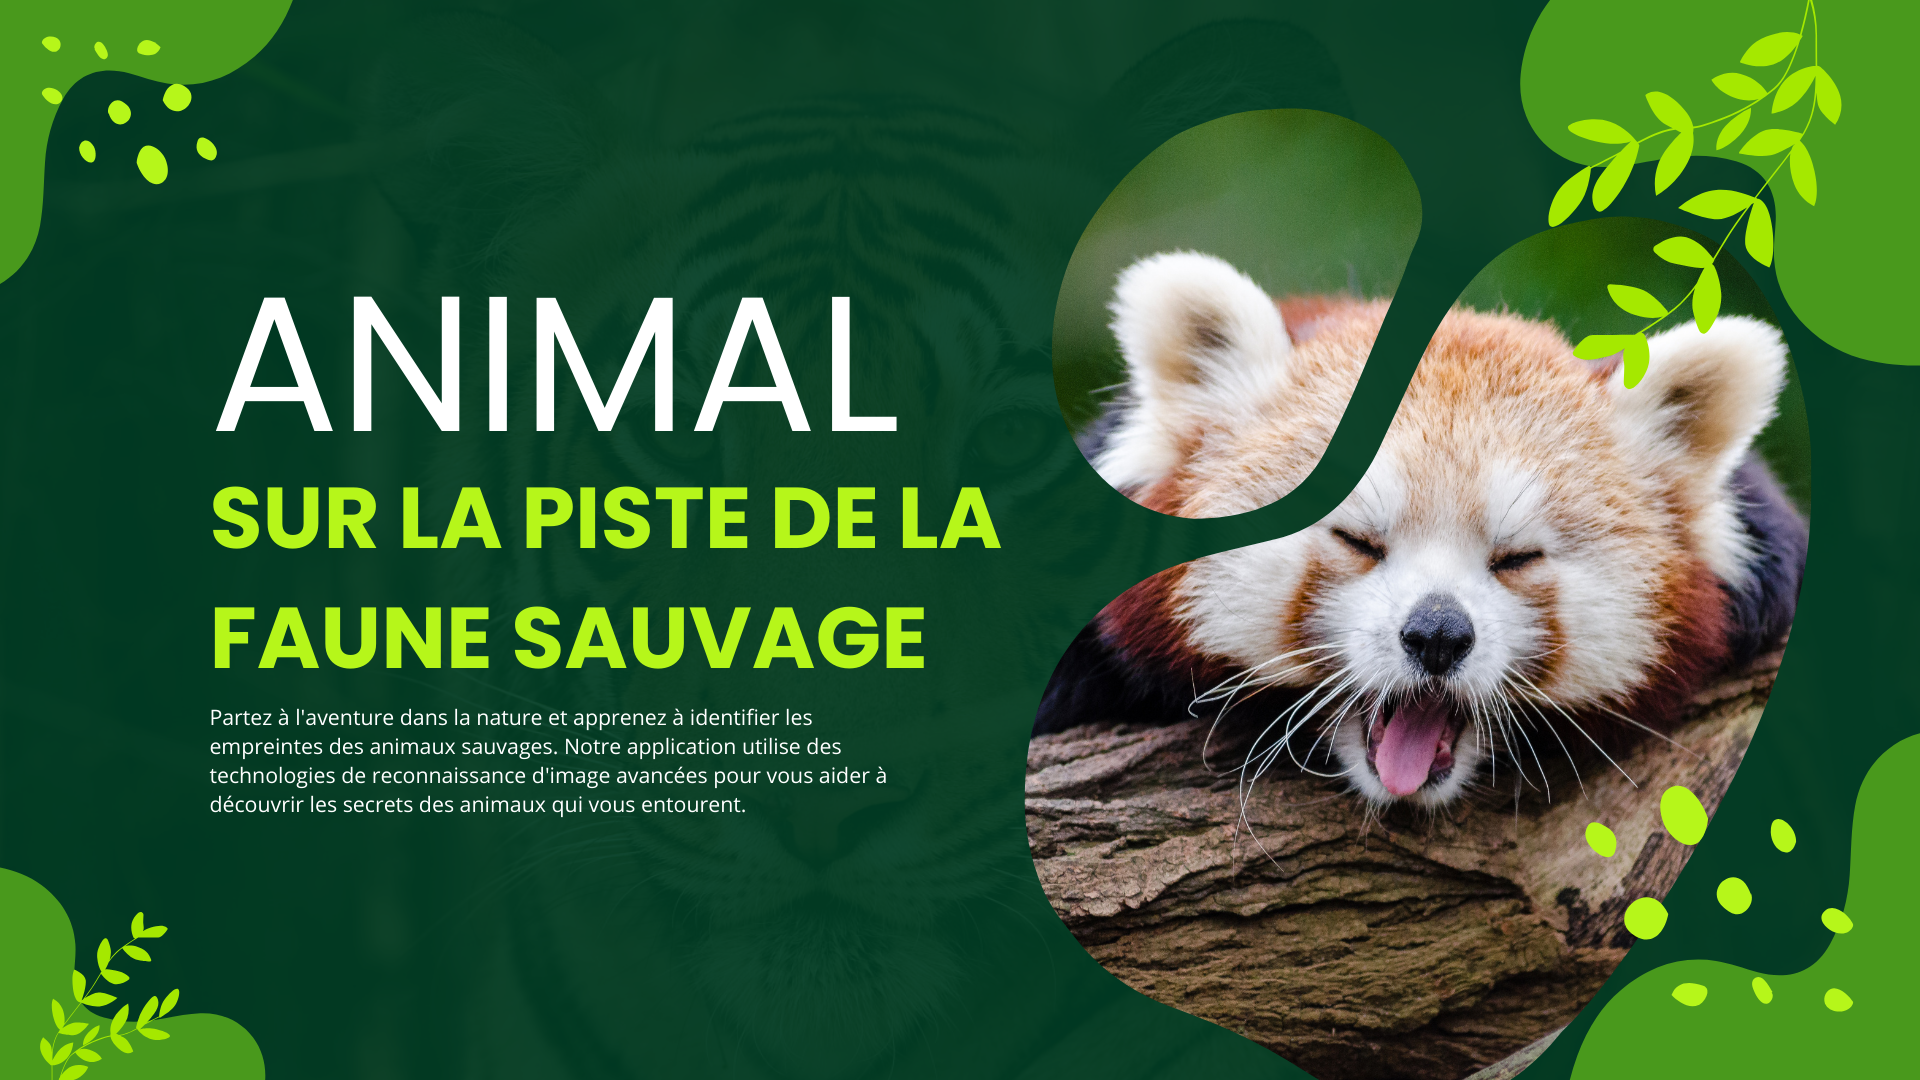 ANIMAL
SUR LA PISTE DE LA
FAUNE SAUVAGE
Partez à l'aventure dans la nature et apprenez à identifier les
empreintes des animaux sauvages. Notre application utilise des
technologies de reconnaissance d'image avancées pour vous aider à
découvrir les secrets des animaux qui vous entourent.